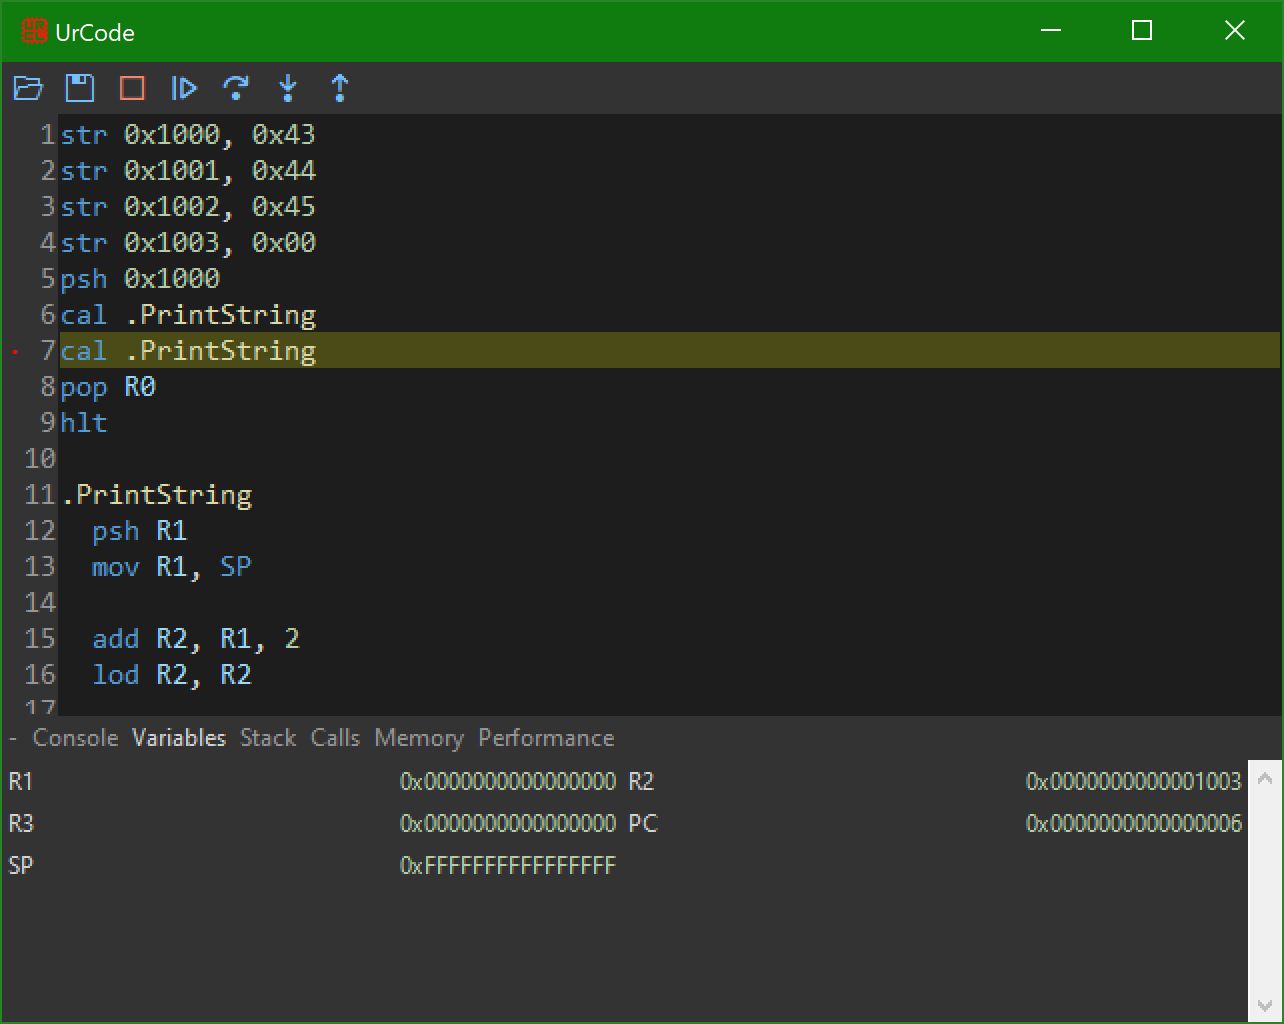 UrCode
1 str 0x1000, 0x43
2 str 0x1001, 0x44
3 str 0x1002, 0x45
4 str 0x1003, 0x00
5 psh 0x1000
6 cal .PrintString
7 cal .PrintString
8 pop R0
9 hlt
10
11 .PrintString
12   psh R1
13   mov R1, SP
14
15   add R2, R1, 2
16   lod R2, R2
17
- Console Variables Stack Calls Memory Performance
R1 0x0000000000000000 R2 0x0000000000001003
R3 0x0000000000000000 PC 0x0000000000000006
SP 0xFFFFFFFFFFFFFFFF